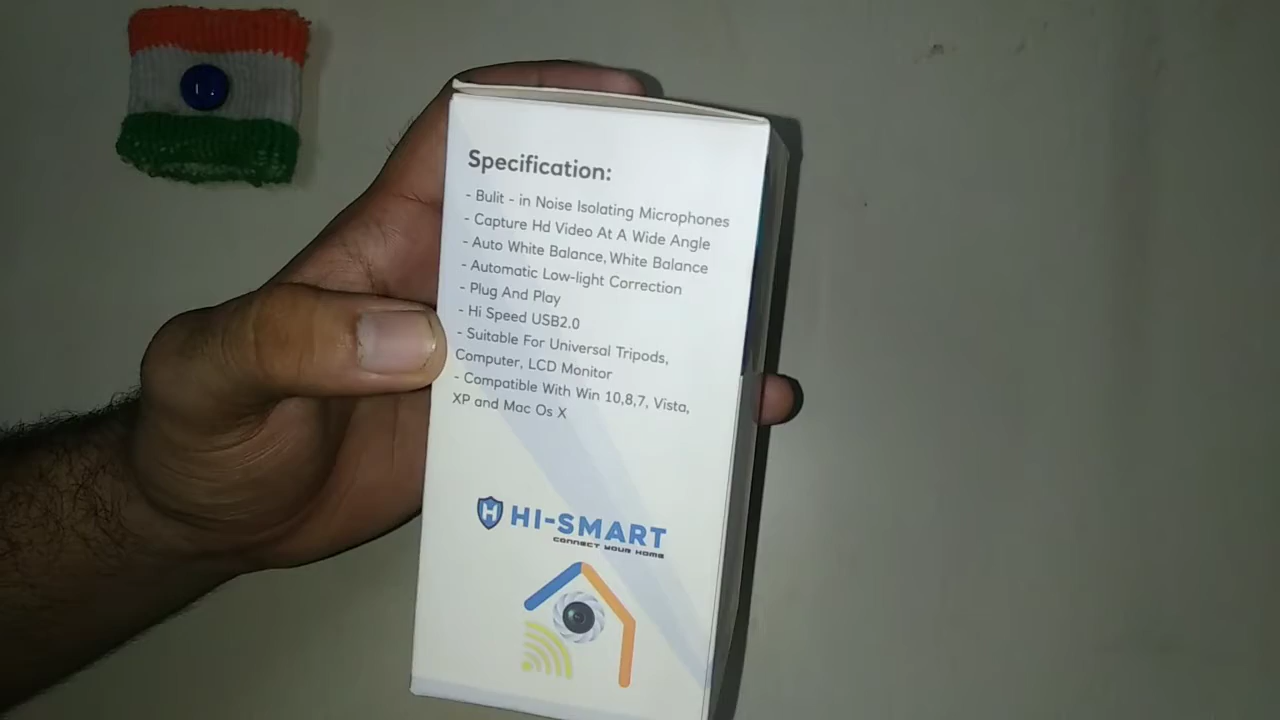 Specification:
- Bulit - in Noise Isolating Microphones
- Capture Hd Video At A Wide Angle
- Auto White Balance, White Balance
- Automatic Low-light Correction
- Plug And Play
- Hi Speed USB2.0
- Suitable For Universal Tripods,
Computer, LCD Monitor
- Compatible With Win 10,8,7, Vista,
XP and Mac Os X
HI-SMART
CONNECT YOUR HOME